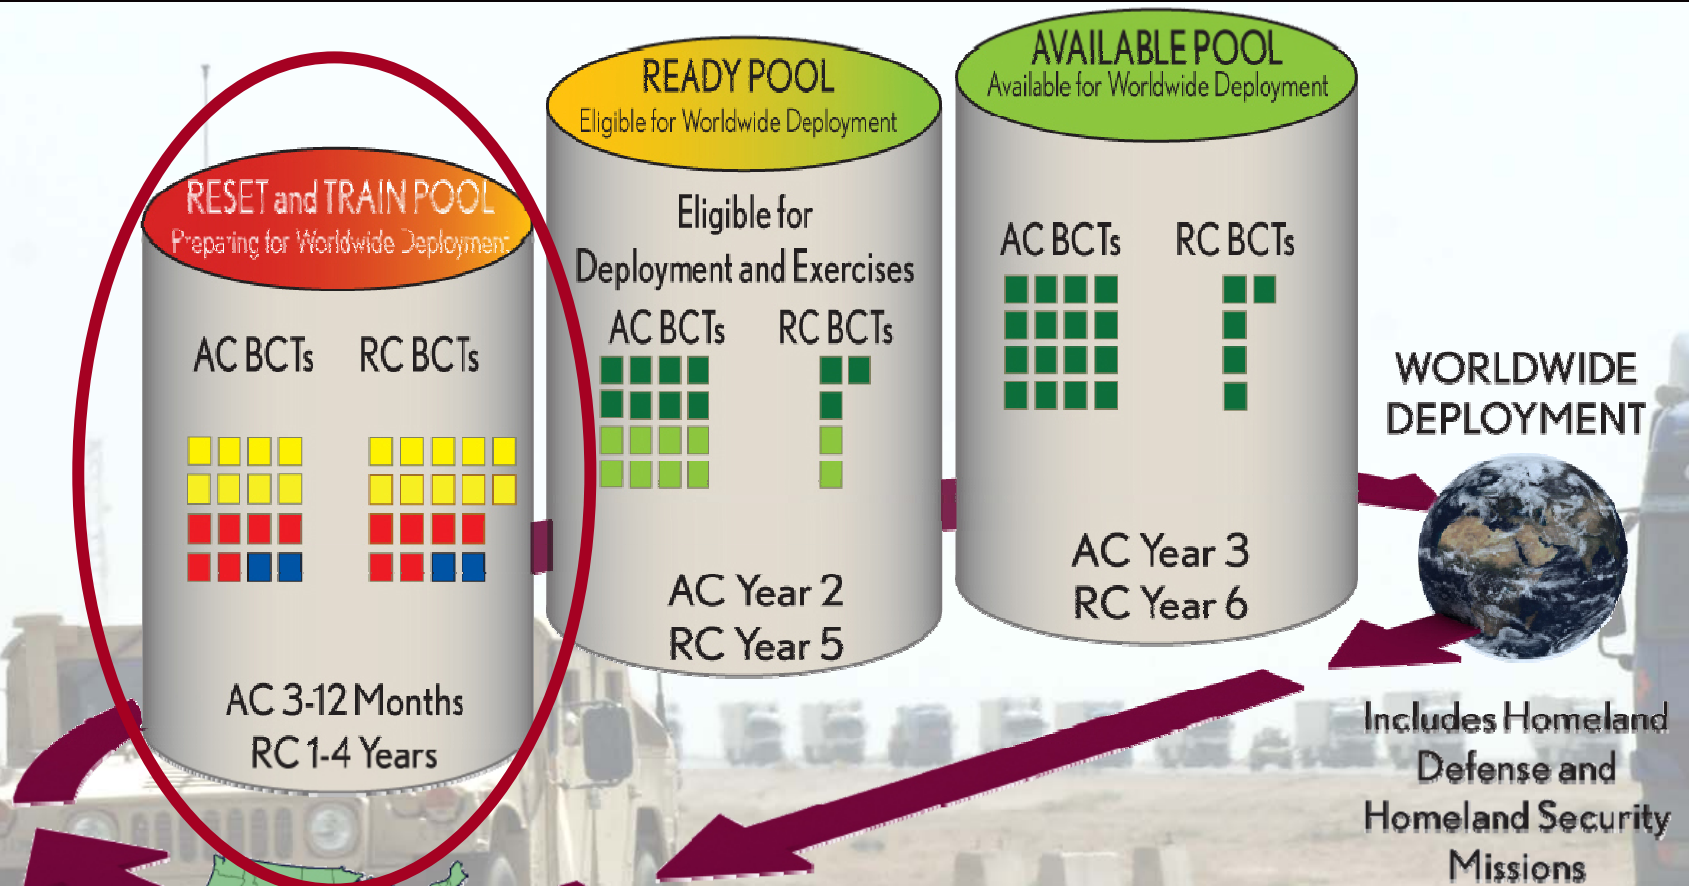 RESET and TRAIN POOL
Preparing for Worldwide Deployment
AC BCTs RC BCTs
AC 3-12 Months
RC 1-4 Years
READY POOL
Eligible for Worldwide Deployment
Eligible for
Deployment and Exercises
AC BCTs RC BCTs
AC Year 2
RC Year 5
AVAILABLE POOL
Available for Worldwide Deployment
AC BCTs RC BCTs
AC Year 3
RC Year 6
WORLDWIDE
DEPLOYMENT
Includes Homeland
Defense and
Homeland Security
Missions